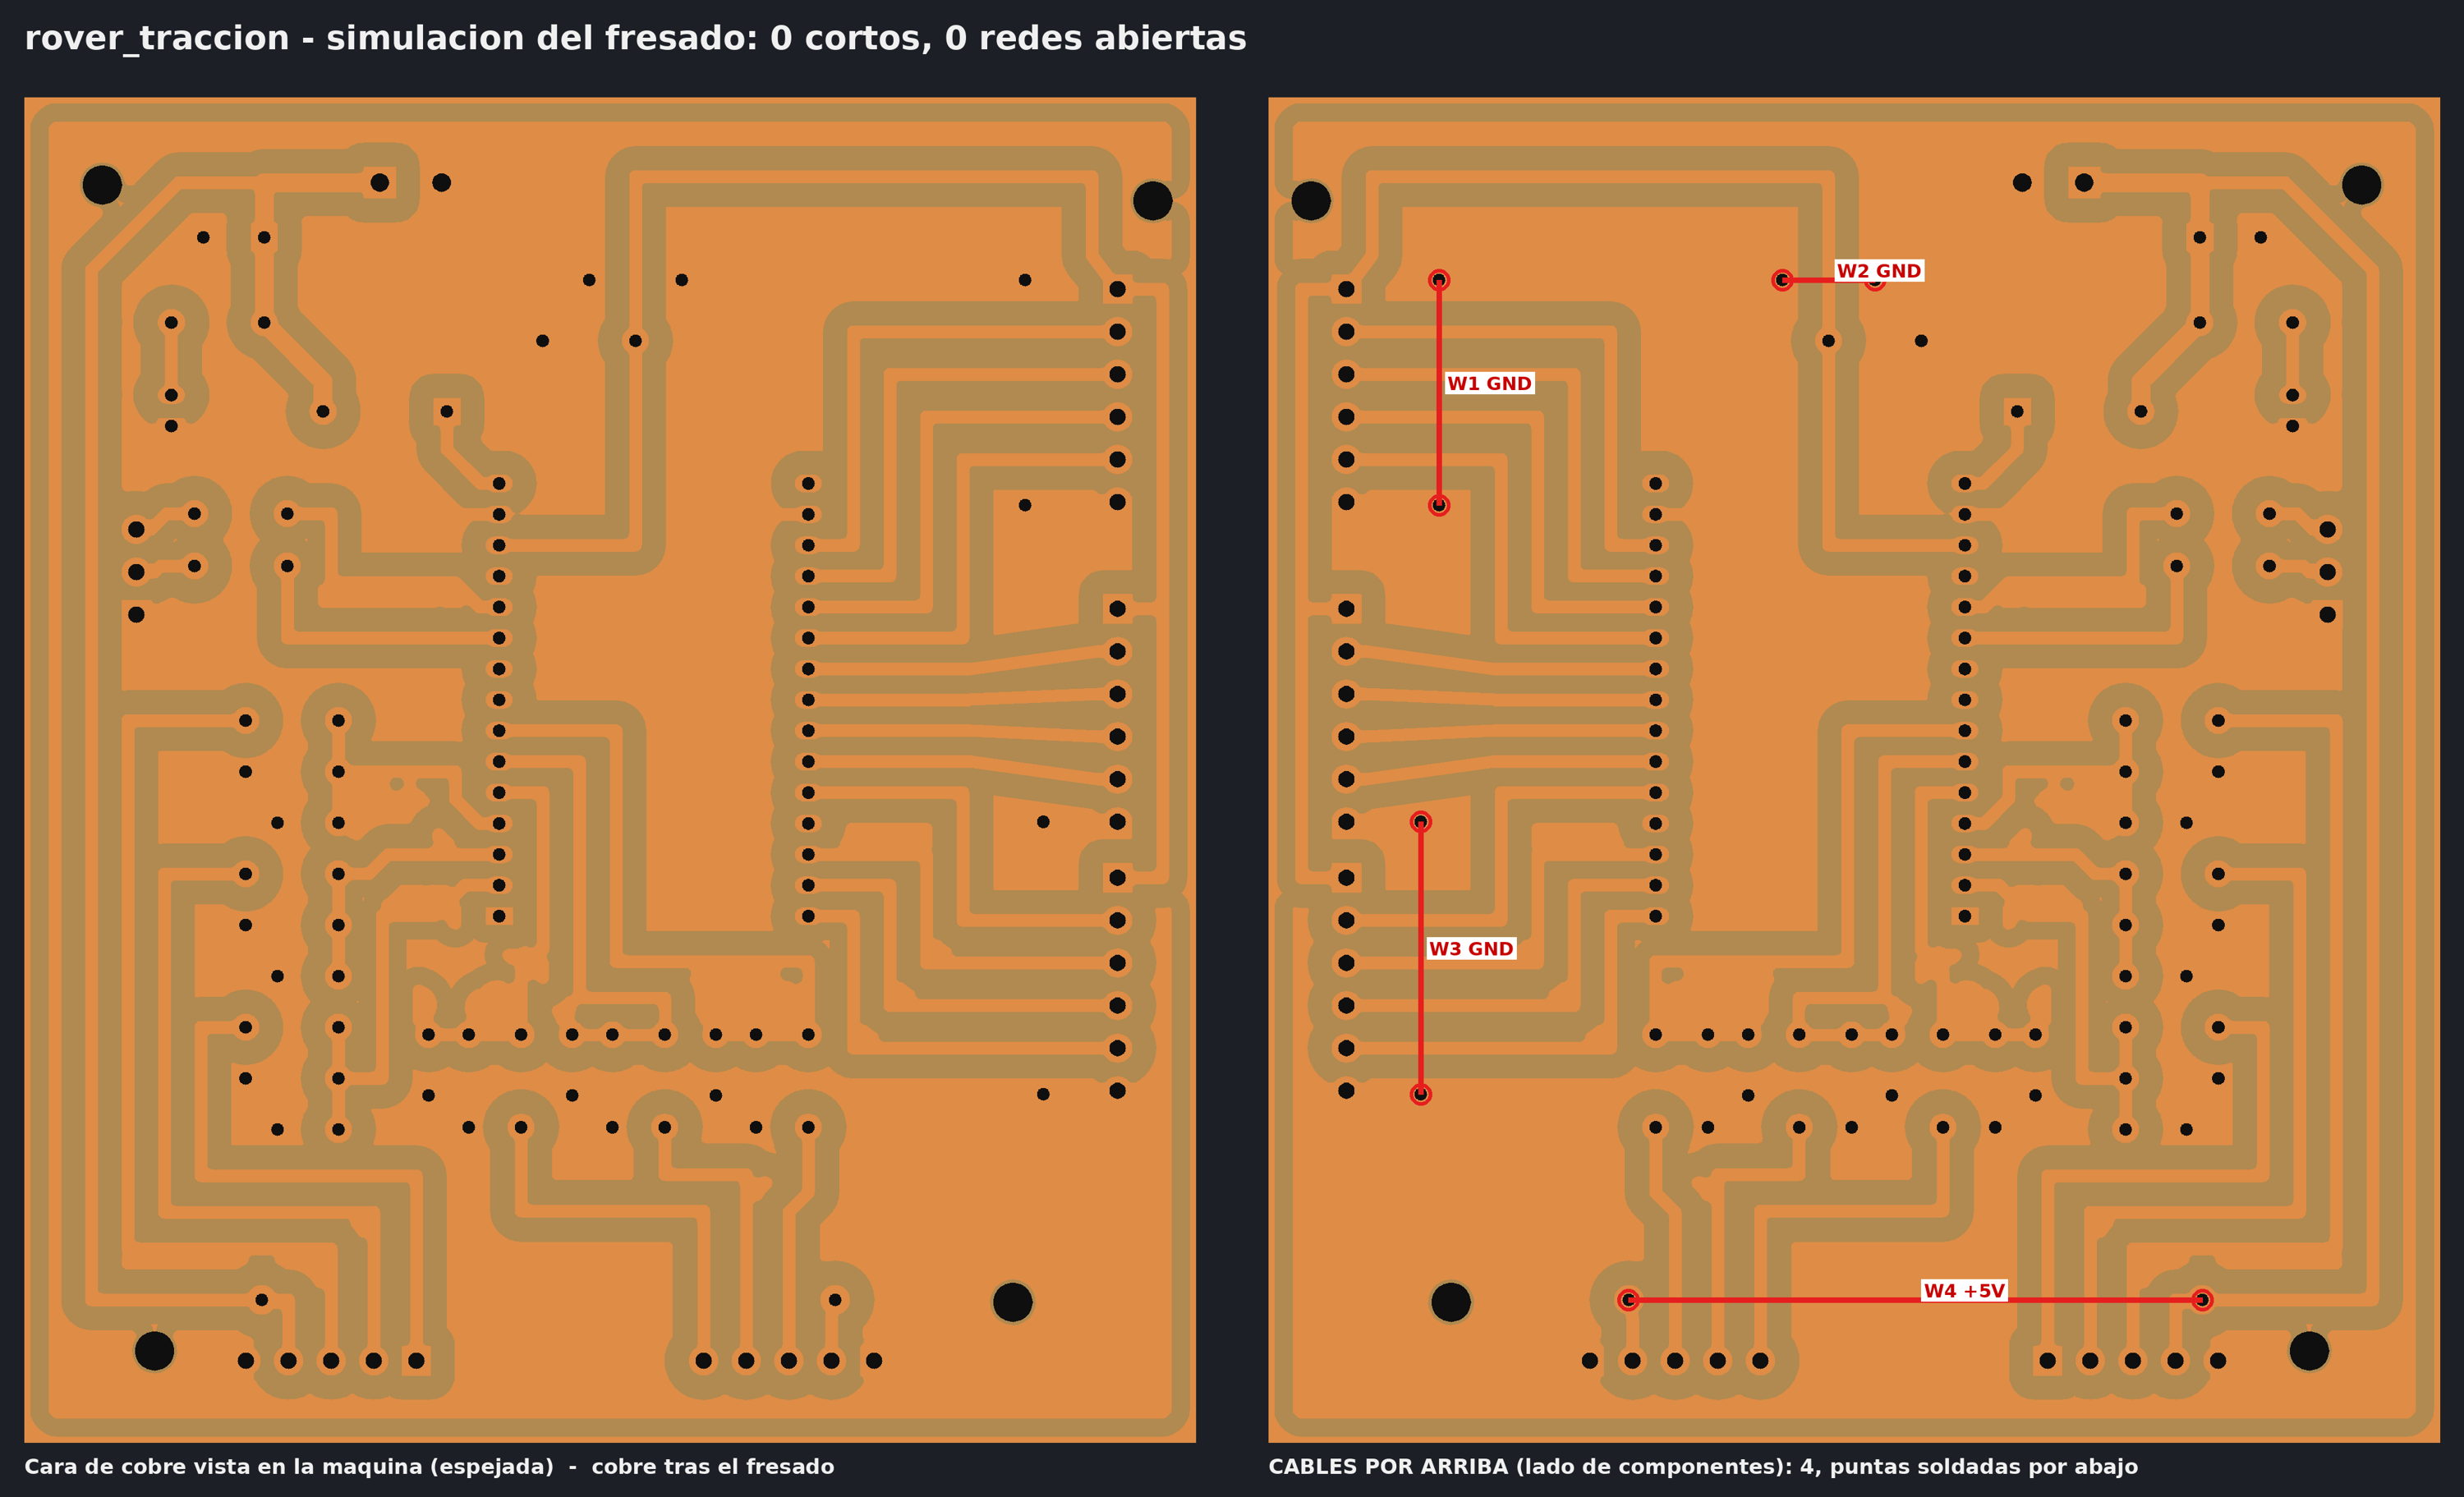 rover_traccion - simulacion del fresado: 0 cortos, 0 redes abiertas
W2 GND
W1 GND
W3 GND
W4 +5V
Cara de cobre vista en la maquina (espejada)  -  cobre tras el fresado
CABLES POR ARRIBA (lado de componentes): 4, puntas soldadas por abajo